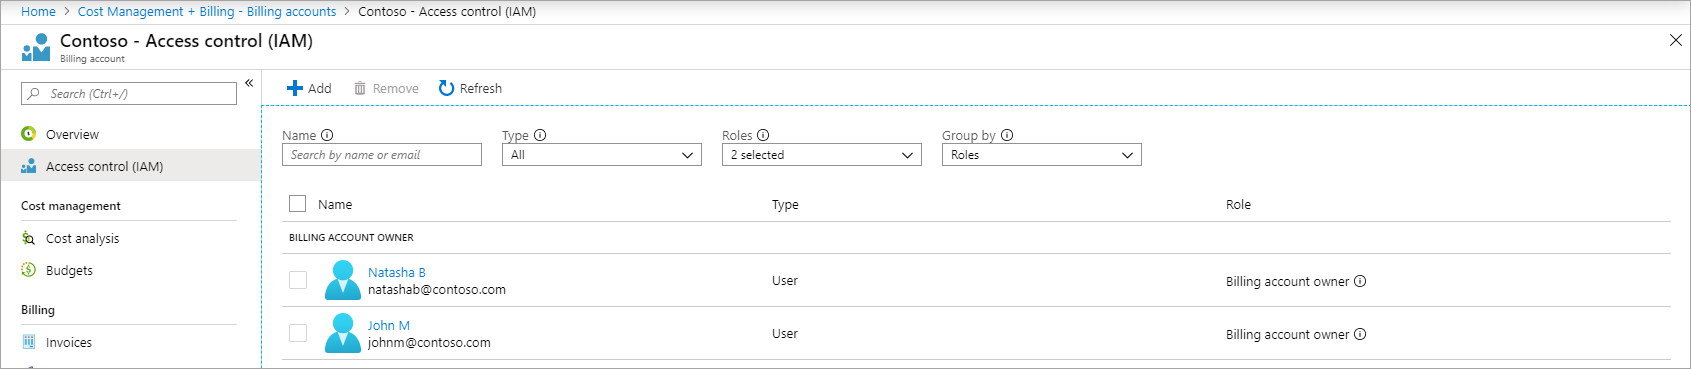 Home > Cost Management + Billing - Billing accounts > Contoso - Access control (IAM)
Contoso - Access control (IAM)
Billing account
Search (Ctrl+/)
«
Overview
Access control (IAM)
Cost management
Cost analysis
Budgets
Billing
Invoices
Add Remove Refresh
Name Type Roles Group by
Search by name or email All 2 selected Roles
Name Type Role
BILLING ACCOUNT OWNER
Natasha B
natashab@contoso.com
User Billing account owner
John M
johnm@contoso.com
User Billing account owner